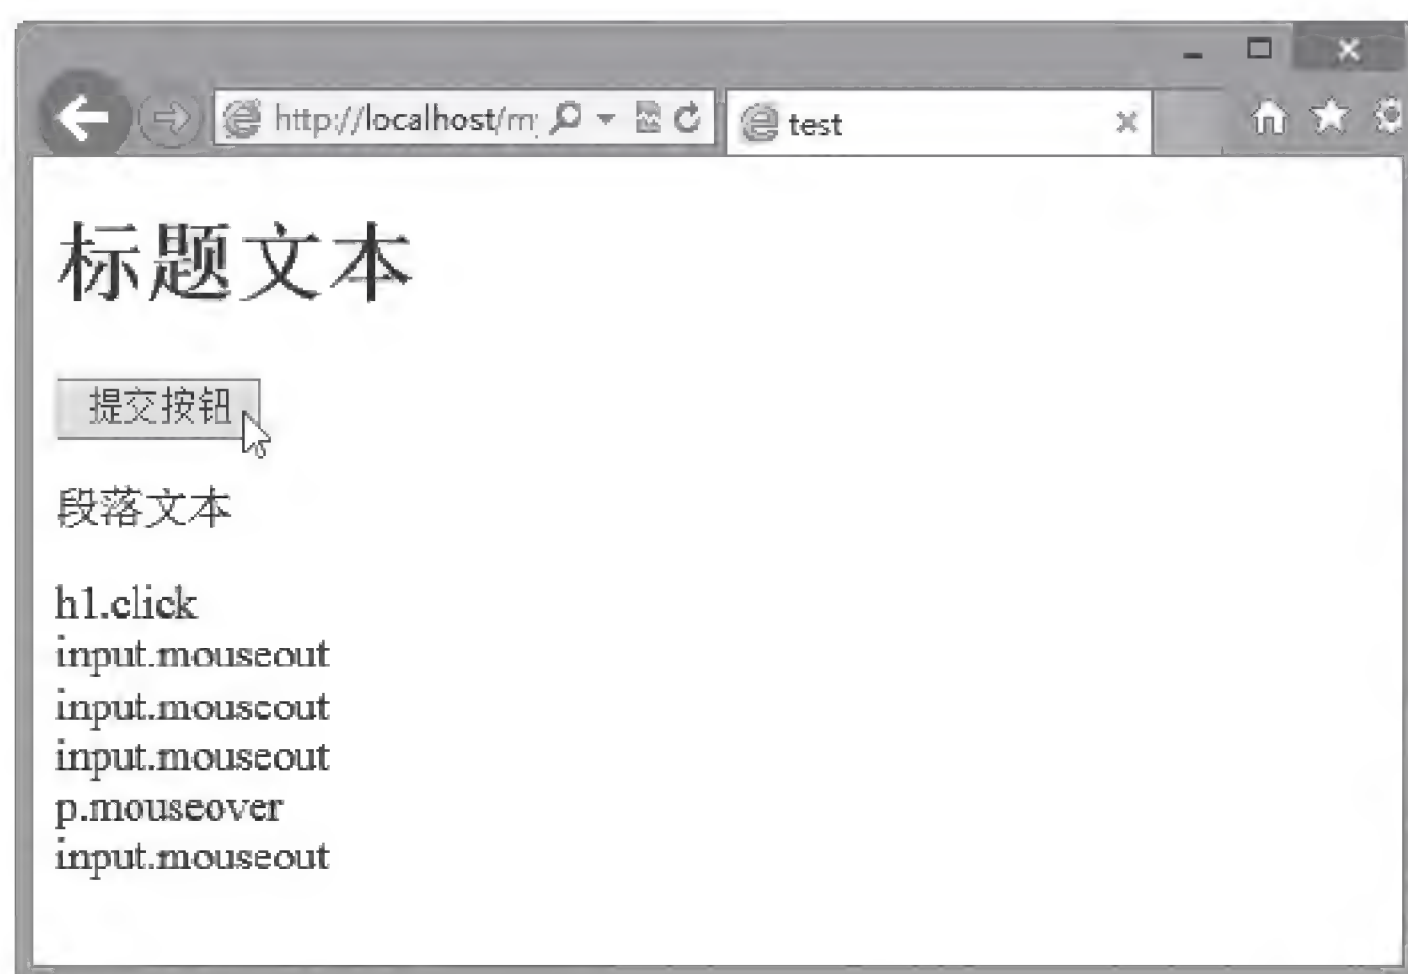 http://localhost/m
test
标题文本
提交按钮
段落文本
h1.click
input.mouseout
input.mouseout
input.mouseout
p.mouseover
input.mouseout